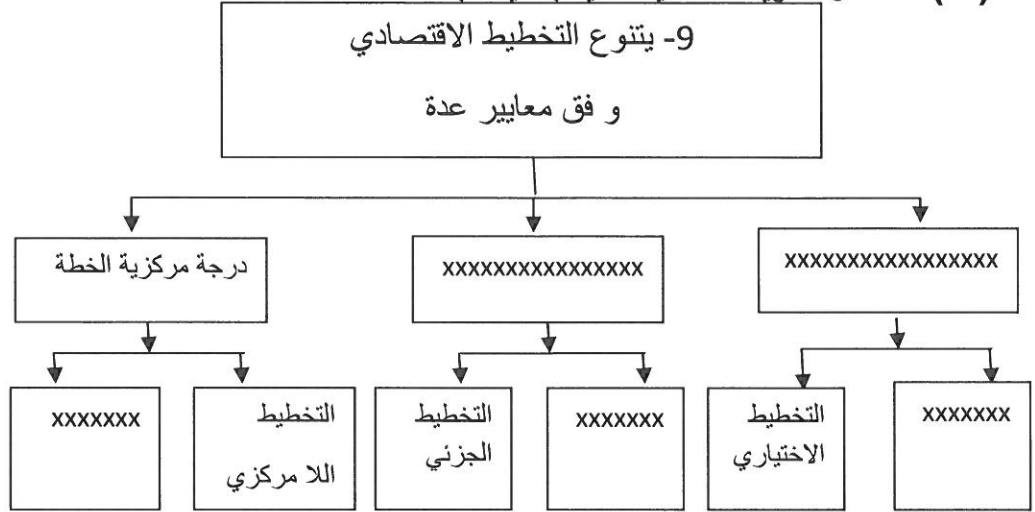 9- يتنوع التخطيط الاقتصادي
و فق معايير عدة
xxxxxxxxxxxxxxxxx
xxxxxxxxxxxxxxxx
درجة مركزية الخطة
xxxxxxx
التخطيط
الاختياري
xxxxxxx
التخطيط
الجزئي
التخطيط
اللا مركزي
xxxxxxx